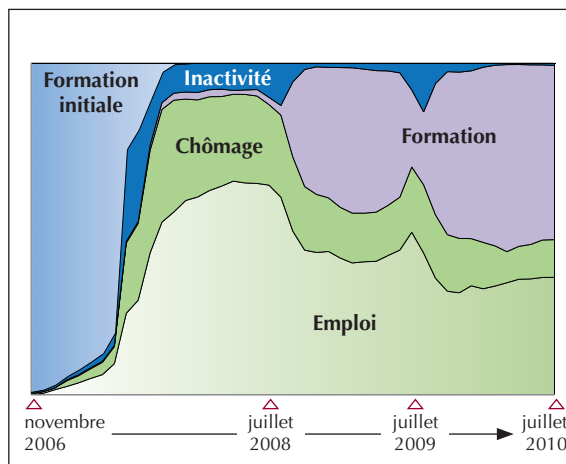 Formation
initiale
Inactivité
Chômage
Formation
Emploi
novembre
2006
juillet
2008
juillet
2009
juillet
2010